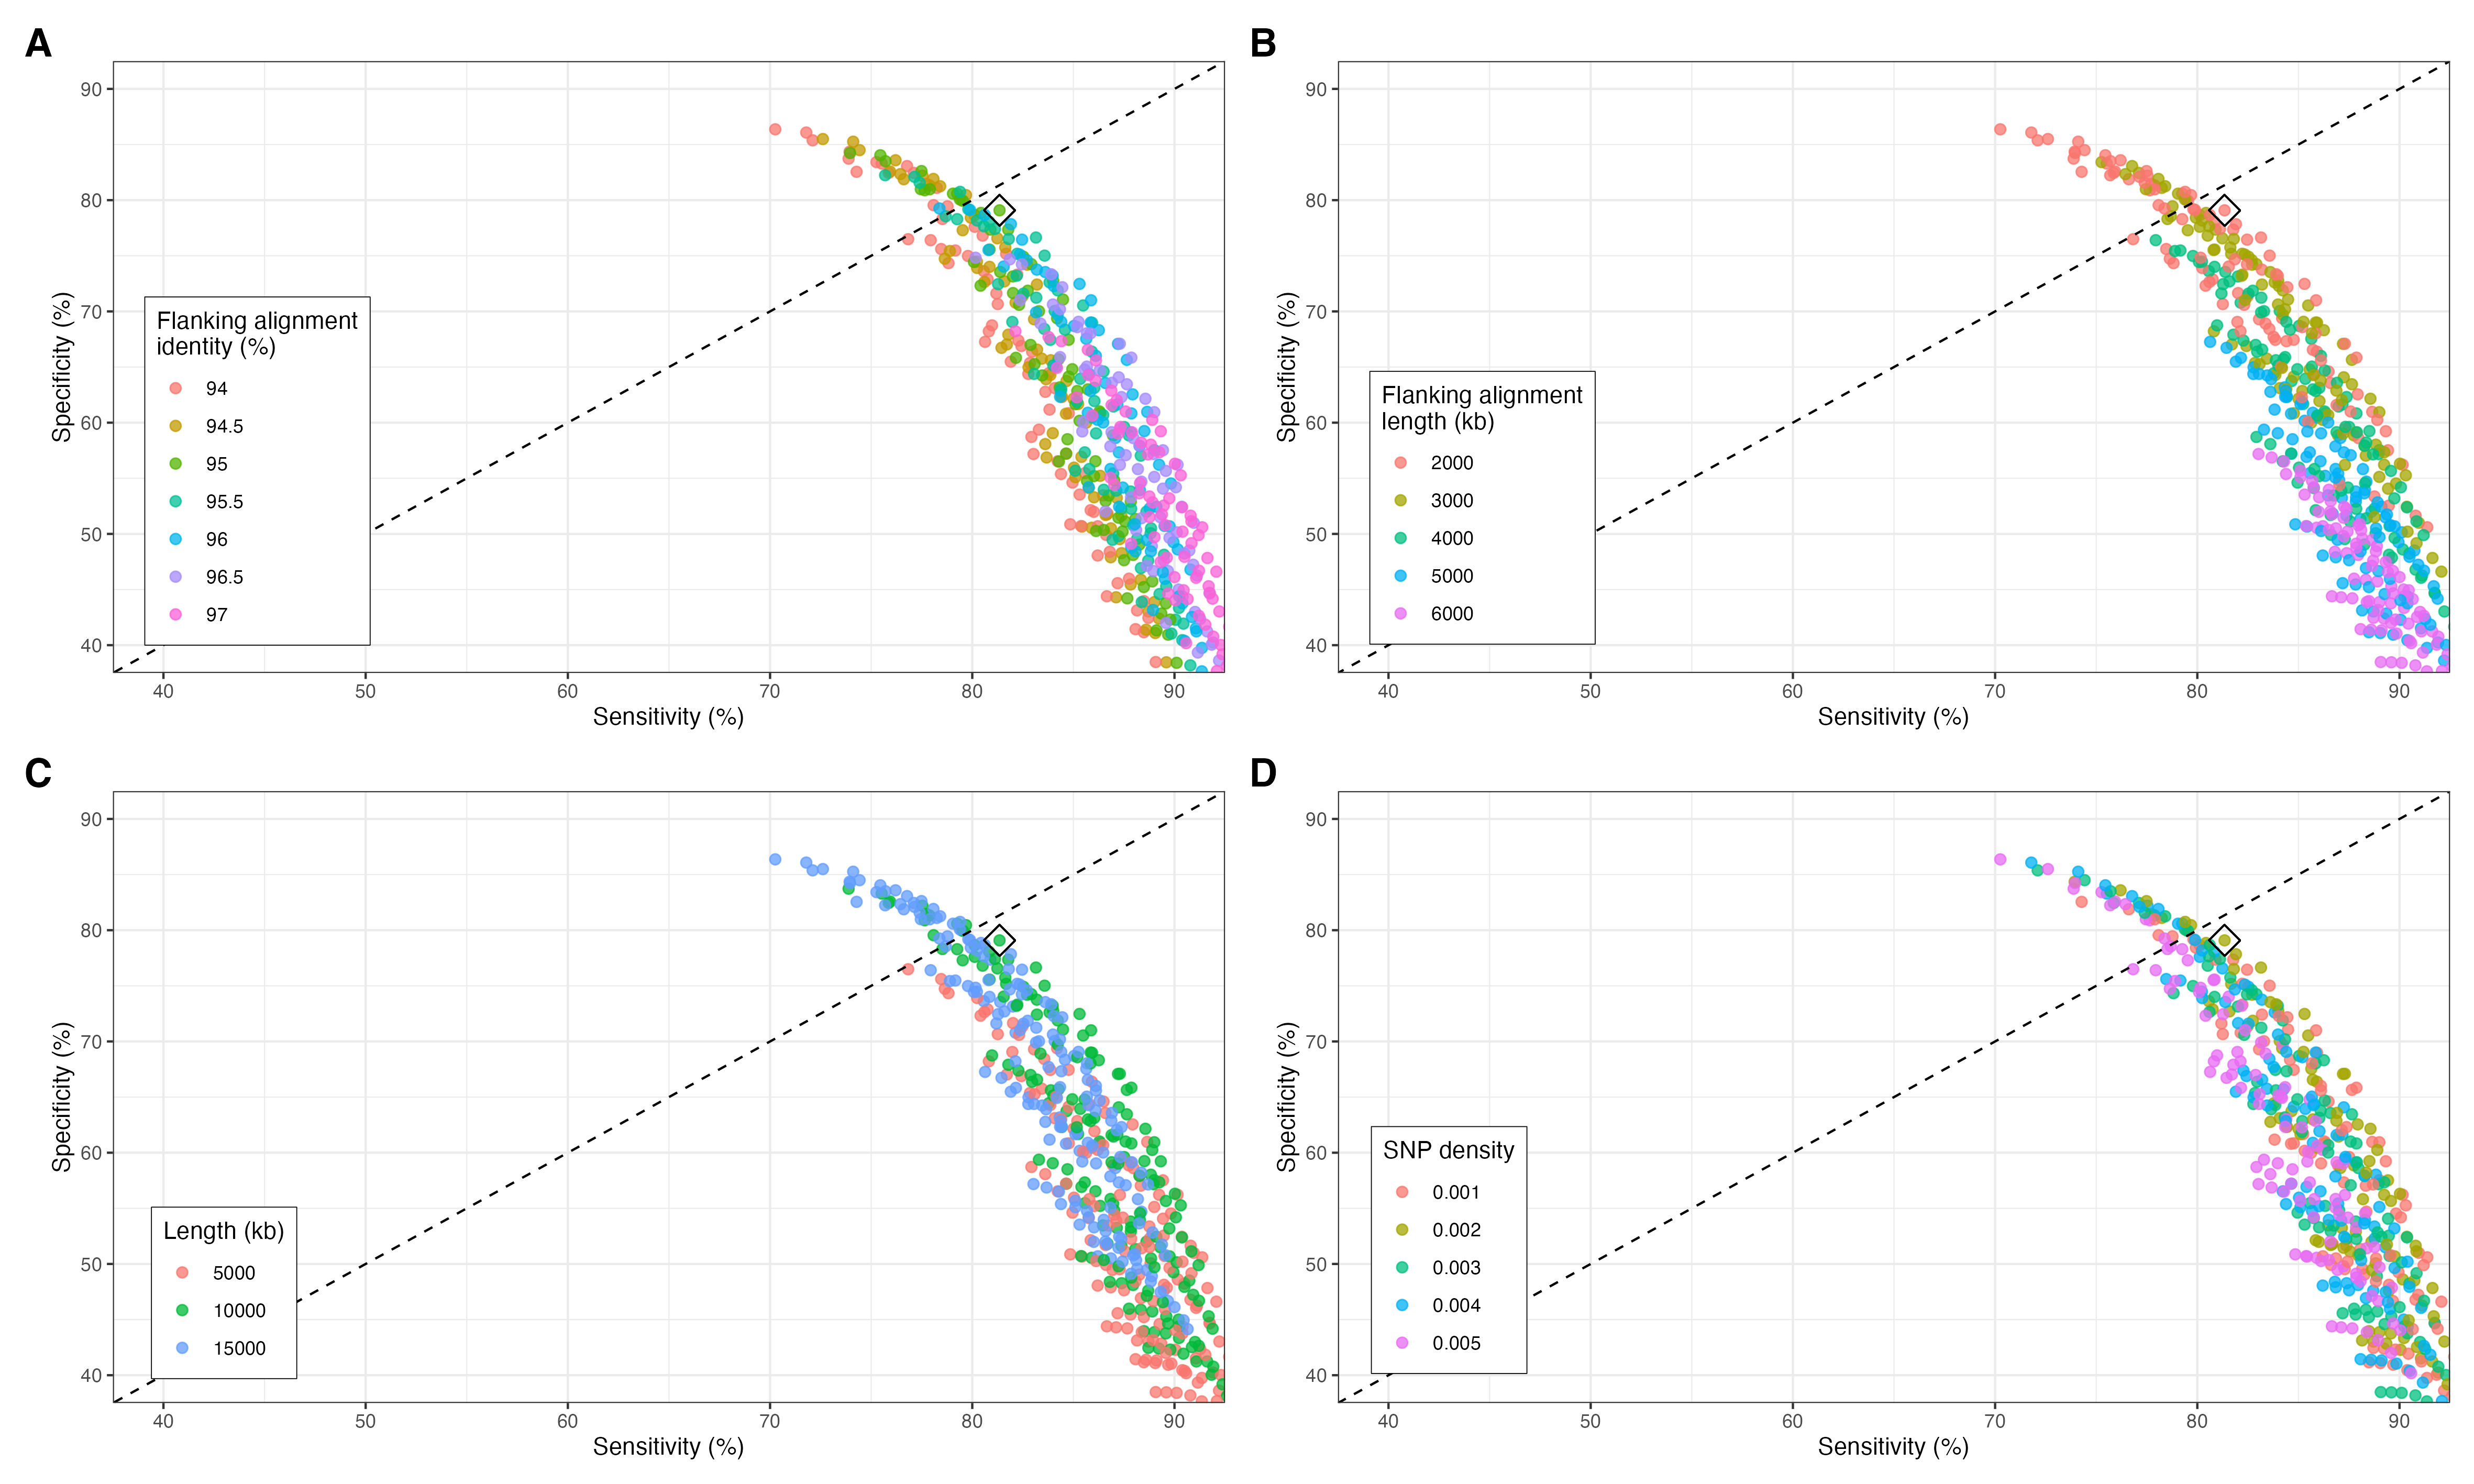 A
90
80
70
60
50
40
Specificity (%)
Flanking alignment
identity (%)
94
94.5
95
95.5
96
96.5
97
40 50 60 70 80 90
Sensitivity (%)
B
90
80
70
60
50
40
Specificity (%)
Flanking alignment
length (kb)
2000
3000
4000
5000
6000
40 50 60 70 80 90
Sensitivity (%)
C
90
80
70
60
50
40
Specificity (%)
Length (kb)
5000
10000
15000
40 50 60 70 80 90
Sensitivity (%)
D
90
80
70
60
50
40
Specificity (%)
SNP density
0.001
0.002
0.003
0.004
0.005
40 50 60 70 80 90
Sensitivity (%)